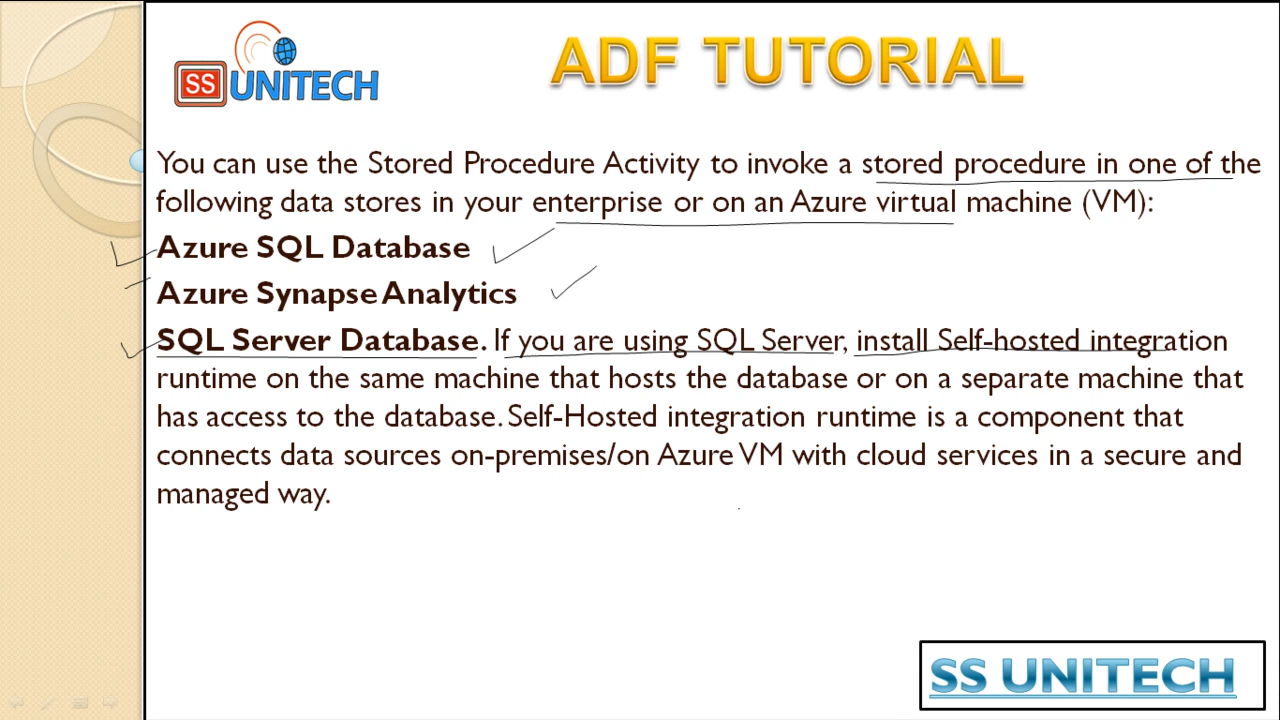 SS UNITECH
ADF TUTORIAL
You can use the Stored Procedure Activity to invoke a stored procedure in one of the
following data stores in your enterprise or on an Azure virtual machine (VM):
Azure SQL Database
Azure Synapse Analytics
SQL Server Database. If you are using SQL Server, install Self-hosted integration
runtime on the same machine that hosts the database or on a separate machine that
has access to the database. Self-Hosted integration runtime is a component that
connects data sources on-premises/on Azure VM with cloud services in a secure and
managed way.
SS UNITECH